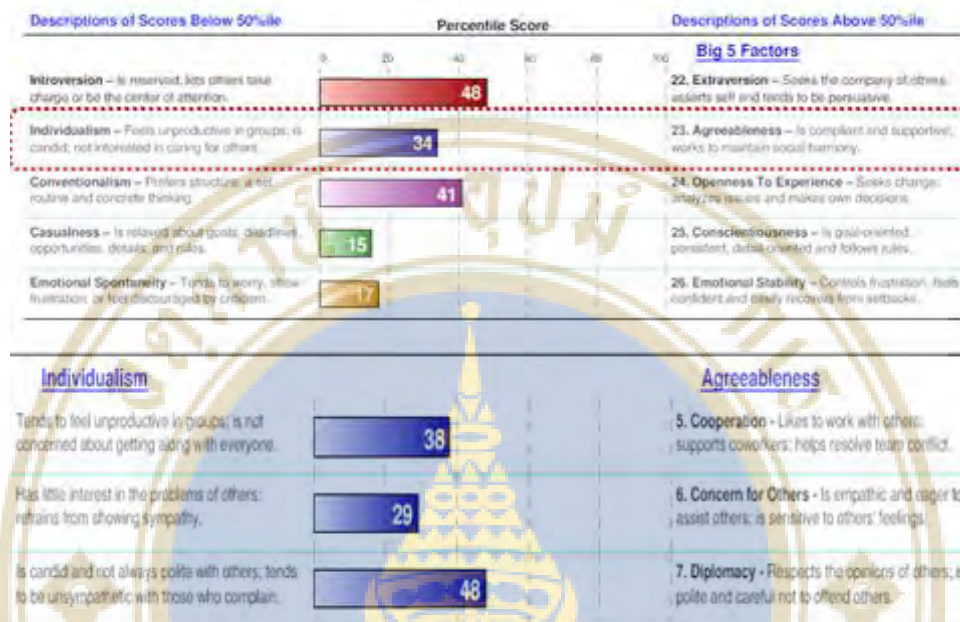 Descriptions of Scores Below 50%ile
Percentile Score
Descriptions of Scores Above 50%ile
Big 5 Factors
0 20 40 60 80 100
Introversion – Is reserved, lets others take
charge or be the center of attention.
48
22. Extraversion – Seeks the company of others,
asserts self and tends to be persuasive.
Individualism – Feels unproductive in groups; is
candid; not interested in caring for others.
34
23. Agreeableness – Is compliant and supportive;
works to maintain social harmony.
Conventionalism – Prefers structure, a set
routine and concrete thinking.
41
24. Openness To Experience – Seeks change;
analyzes issues and makes own decisions.
Casualness – Is relaxed about goals, deadlines,
opportunities, details, and rules.
15
25. Conscientiousness – Is goal-oriented,
persistent, detail-oriented and follows rules.
Emotional Spontaneity – Tends to worry, show
frustration, or feel discouraged by criticism.
17
26. Emotional Stability – Controls frustration, feels
confident and easily recovers from setbacks.
Individualism
Agreeableness
Tends to feel unproductive in groups; is not
concerned about getting along with everyone.
38
5. Cooperation - Likes to work with others;
supports coworkers; helps resolve team conflict.
Has little interest in the problems of others;
refrains from showing sympathy.
29
6. Concern for Others - Is empathic and eager to
assist others; is sensitive to others' feelings.
Is candid and not always polite with others; tends
to be unsympathetic with those who complain.
48
7. Diplomacy - Respects the opinions of others;
polite and careful not to offend others.